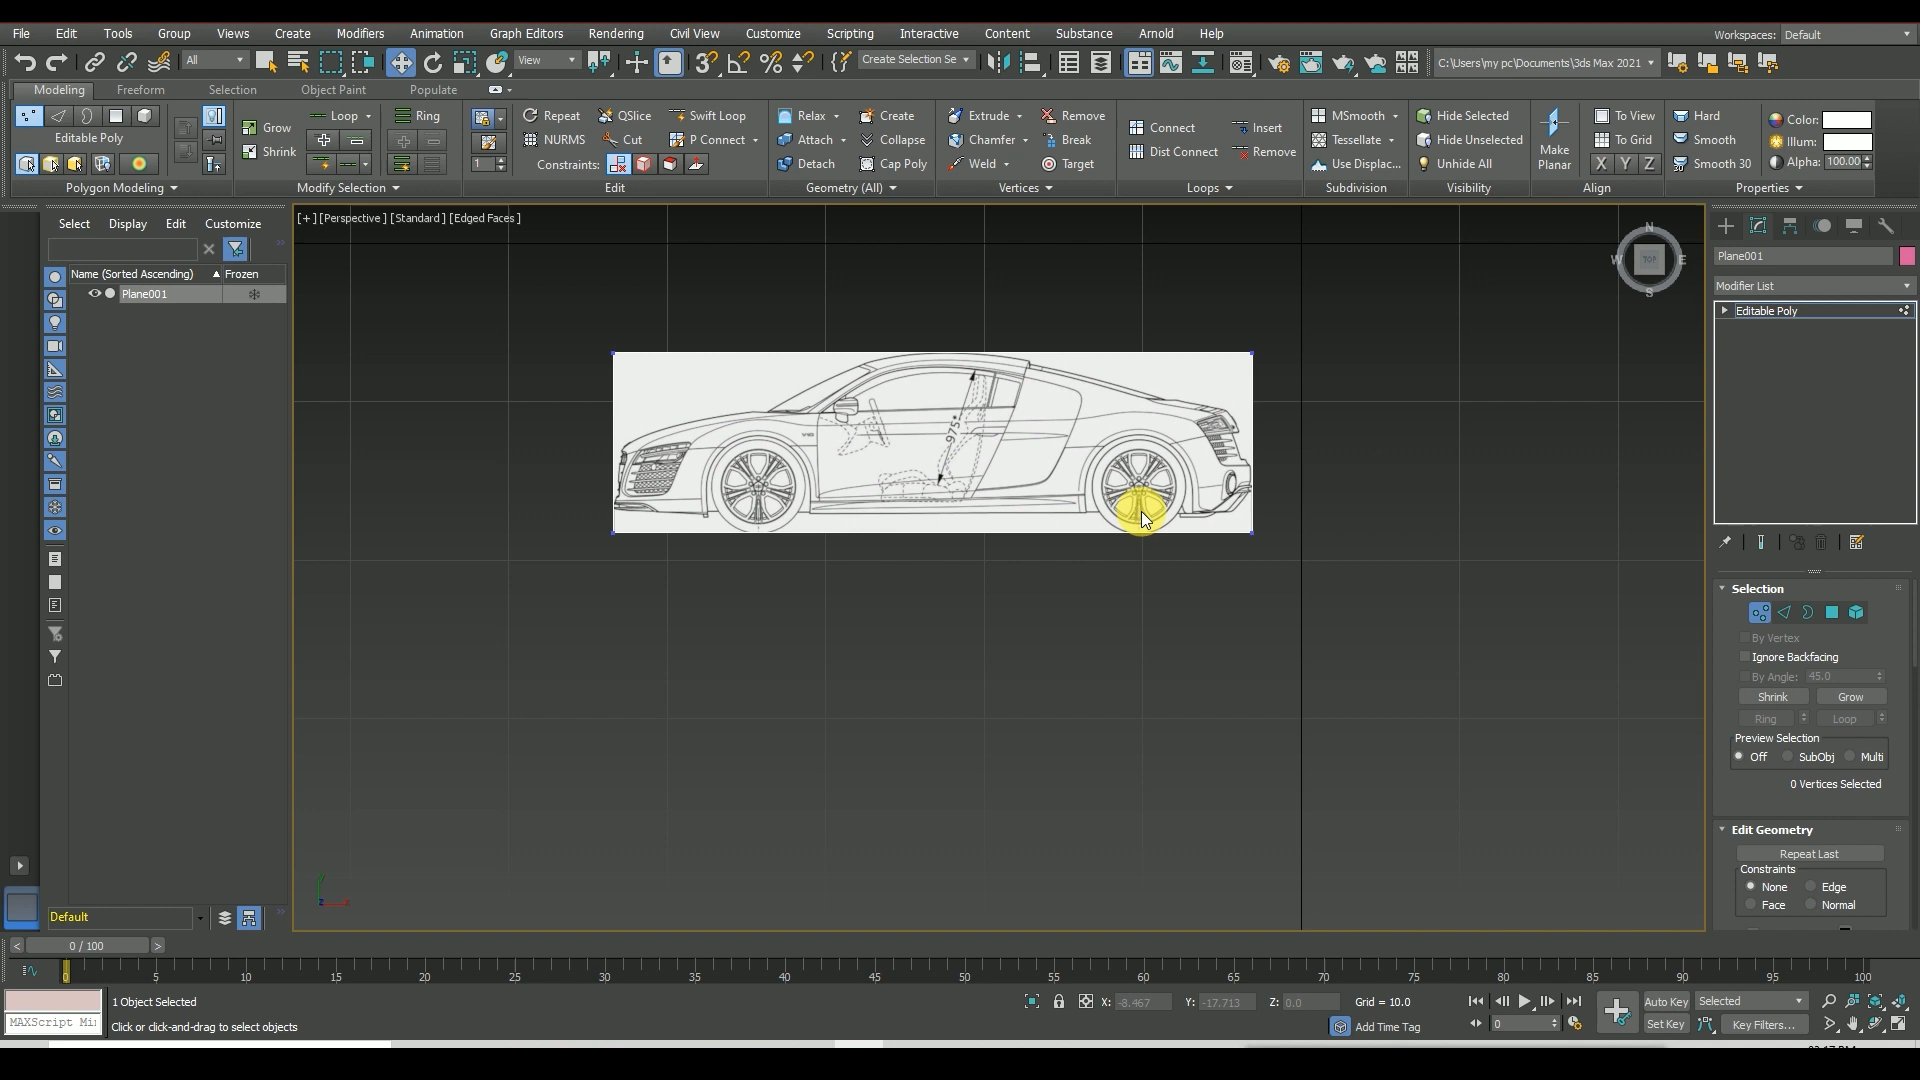 File Edit Tools Group Views Create Modifiers Animation Graph Editors Rendering Civil View Customize Scripting Interactive Content Substance Arnold Help Workspaces: Default
All View Create Selection Se C:\Users\my pc\Documents\3ds Max 2021
Modeling Freeform Selection Object Paint Populate
Loop Ring Repeat QSlice Swift Loop Relax Create Extrude Remove MSmooth Hide Selected To View Hard Color:
Editable Poly Grow NURMS Cut P Connect Attach Collapse Chamfer Break Connect Insert Tessellate Hide Unselected Make Planar To Grid Smooth Illum:
Shrink 1 Constraints: Detach Cap Poly Weld Target Dist Connect Remove Use Displac... Unhide All X Y Z Smooth 30 Alpha: 100.00
Polygon Modeling Modify Selection Edit Geometry (All) Vertices Loops Subdivision Visibility Align Properties
Select Display Edit Customize [+] [Perspective ] [Standard ] [Edged Faces ]
N
W TOP E
S
Name (Sorted Ascending) Frozen
Plane001
V10
975*
Plane001
Modifier List
Editable Poly
Selection
By Vertex
Ignore Backfacing
By Angle: 45.0
Shrink Grow
Ring Loop
Preview Selection
Off SubObj Multi
0 Vertices Selected
Edit Geometry
Repeat Last
Constraints
None Edge
Face Normal
y
z x
Default
< 0 / 100 >
0 5 10 15 20 25 30 35 40 45 50 55 60 65 70 75 80 85 90 95 100
1 Object Selected X: -8.467 Y: -17.713 Z: 0.0 Grid = 10.0 Auto Key Selected
MAXScript Mi Click or click-and-drag to select objects Add Time Tag 0 Set Key Key Filters...